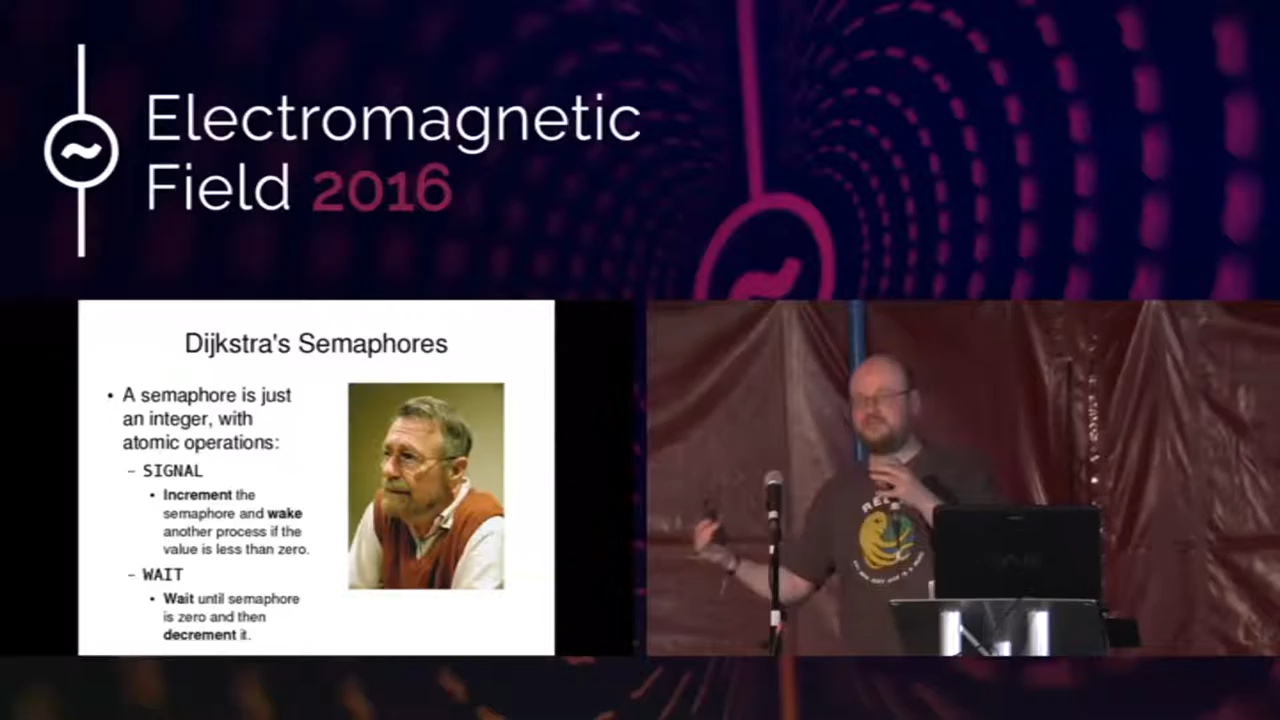 Electromagnetic
Field 2016
Dijkstra's Semaphores
• A semaphore is just
an integer, with
atomic operations:
– SIGNAL
• Increment the
semaphore and wake
another process if the
value is less than zero.
– WAIT
• Wait until semaphore
is zero and then
decrement it.